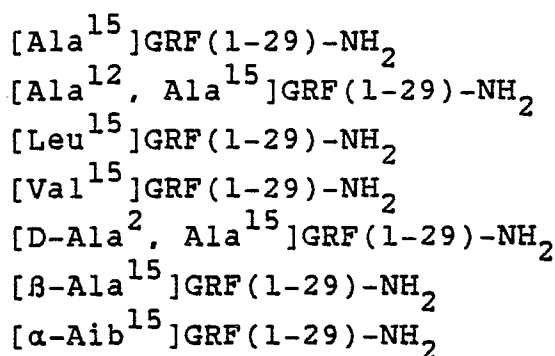 [Ala¹⁵]GRF(1-29)-NH₂
[Ala¹², Ala¹⁵]GRF(1-29)-NH₂
[Leu¹⁵]GRF(1-29)-NH₂
[Val¹⁵]GRF(1-29)-NH₂
[D-Ala², Ala¹⁵]GRF(1-29)-NH₂
[β-Ala¹⁵]GRF(1-29)-NH₂
[α-Aib¹⁵]GRF(1-29)-NH₂